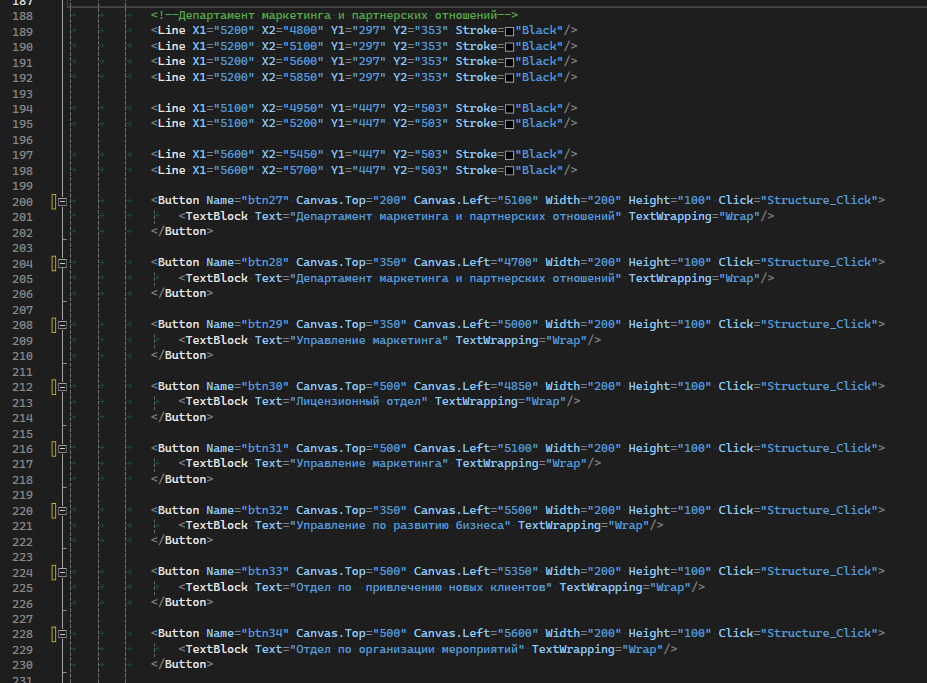 187
188 <!--Департамент маркетинга и партнерских отношений-->
189 <Line X1="5200" X2="4800" Y1="297" Y2="353" Stroke="Black"/>
190 <Line X1="5200" X2="5100" Y1="297" Y2="353" Stroke="Black"/>
191 <Line X1="5200" X2="5600" Y1="297" Y2="353" Stroke="Black"/>
192 <Line X1="5200" X2="5850" Y1="297" Y2="353" Stroke="Black"/>
193
194 <Line X1="5100" X2="4950" Y1="447" Y2="503" Stroke="Black"/>
195 <Line X1="5100" X2="5200" Y1="447" Y2="503" Stroke="Black"/>
196
197 <Line X1="5600" X2="5450" Y1="447" Y2="503" Stroke="Black"/>
198 <Line X1="5600" X2="5700" Y1="447" Y2="503" Stroke="Black"/>
199
200 <Button Name="btn27" Canvas.Top="200" Canvas.Left="5100" Width="200" Height="100" Click="Structure_Click">
201 <TextBlock Text="Департамент маркетинга и партнерских отношений" TextWrapping="Wrap"/>
202 </Button>
203
204 <Button Name="btn28" Canvas.Top="350" Canvas.Left="4700" Width="200" Height="100" Click="Structure_Click">
205 <TextBlock Text="Департамент маркетинга и партнерских отношений" TextWrapping="Wrap"/>
206 </Button>
207
208 <Button Name="btn29" Canvas.Top="350" Canvas.Left="5000" Width="200" Height="100" Click="Structure_Click">
209 <TextBlock Text="Управление маркетинга" TextWrapping="Wrap"/>
210 </Button>
211
212 <Button Name="btn30" Canvas.Top="500" Canvas.Left="4850" Width="200" Height="100" Click="Structure_Click">
213 <TextBlock Text="Лицензионный отдел" TextWrapping="Wrap"/>
214 </Button>
215
216 <Button Name="btn31" Canvas.Top="500" Canvas.Left="5100" Width="200" Height="100" Click="Structure_Click">
217 <TextBlock Text="Управление маркетинга" TextWrapping="Wrap"/>
218 </Button>
219
220 <Button Name="btn32" Canvas.Top="350" Canvas.Left="5500" Width="200" Height="100" Click="Structure_Click">
221 <TextBlock Text="Управление по развитию бизнеса" TextWrapping="Wrap"/>
222 </Button>
223
224 <Button Name="btn33" Canvas.Top="500" Canvas.Left="5350" Width="200" Height="100" Click="Structure_Click">
225 <TextBlock Text="Отдел по  привлечению новых клиентов" TextWrapping="Wrap"/>
226 </Button>
227
228 <Button Name="btn34" Canvas.Top="500" Canvas.Left="5600" Width="200" Height="100" Click="Structure_Click">
229 <TextBlock Text="Отдел по организации мероприятий" TextWrapping="Wrap"/>
230 </Button>
231